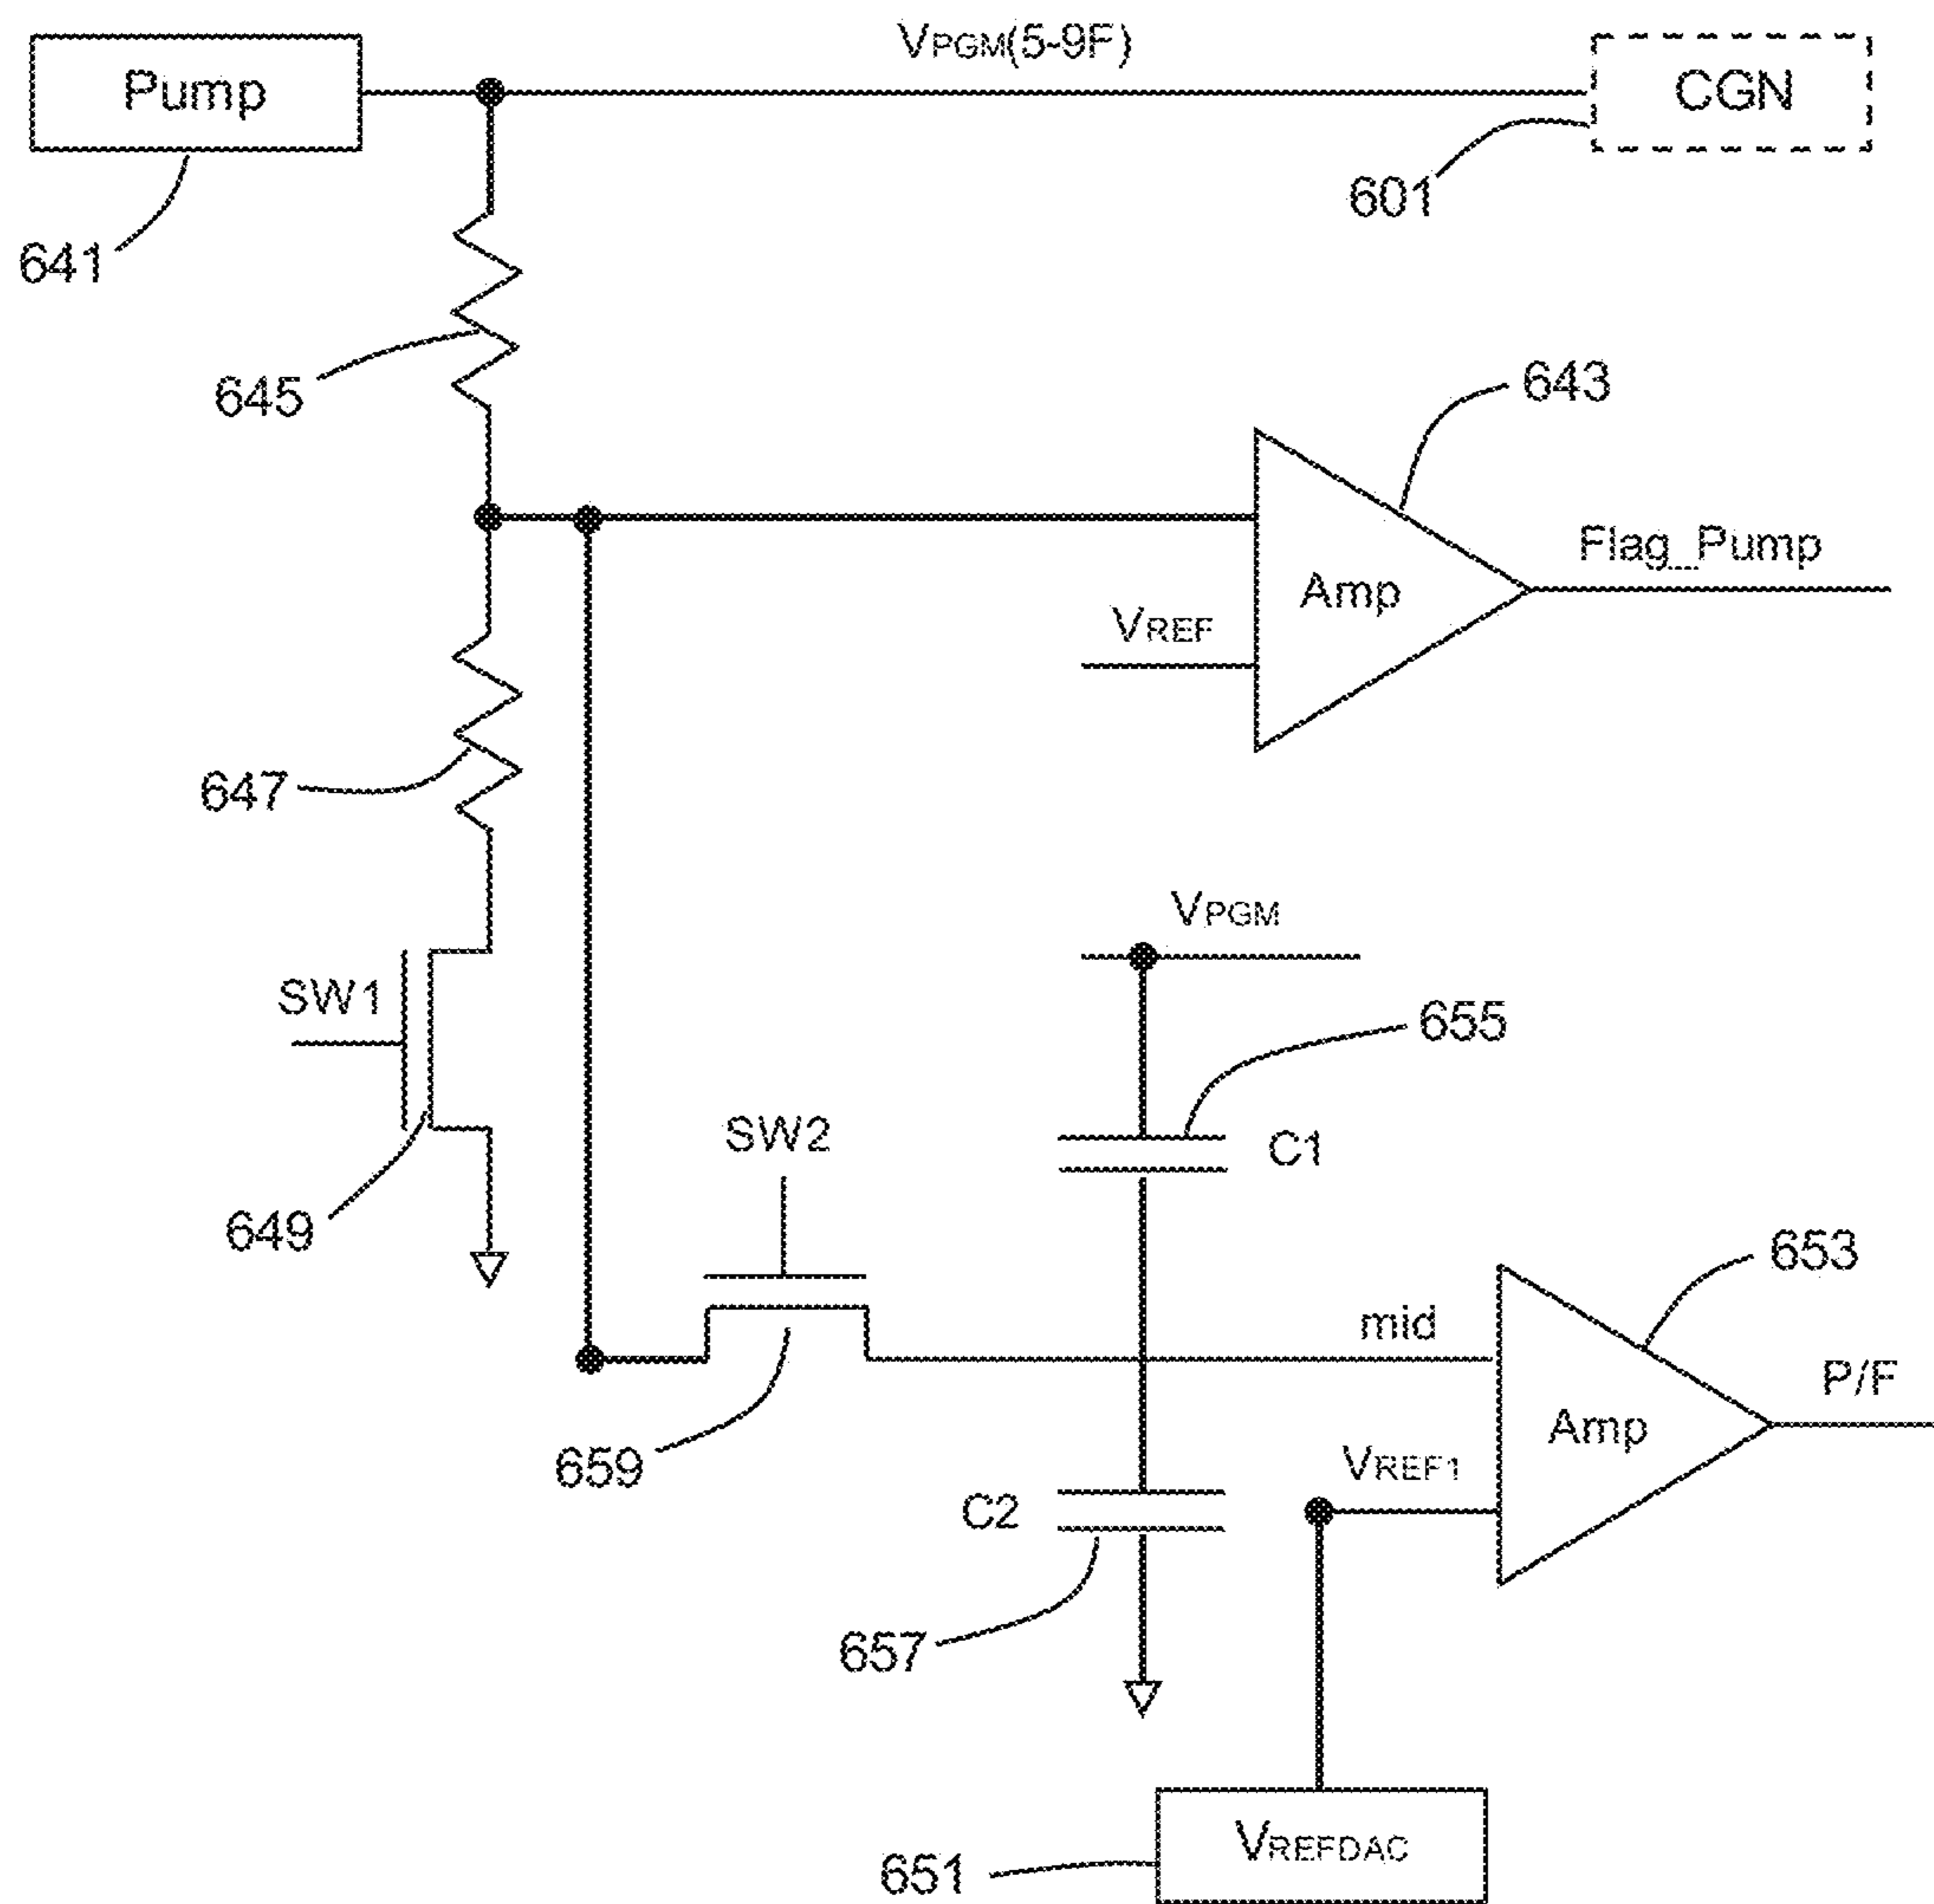 Pump
VPGM(5-9F)
CGN
641
601
645
643
Amp
Flag_Pump
VREF
647
VPGM
SW1
655
SW2
C1
649
653
mid
P/F
659
Amp
VREF1
C2
657
VREFDAC
651